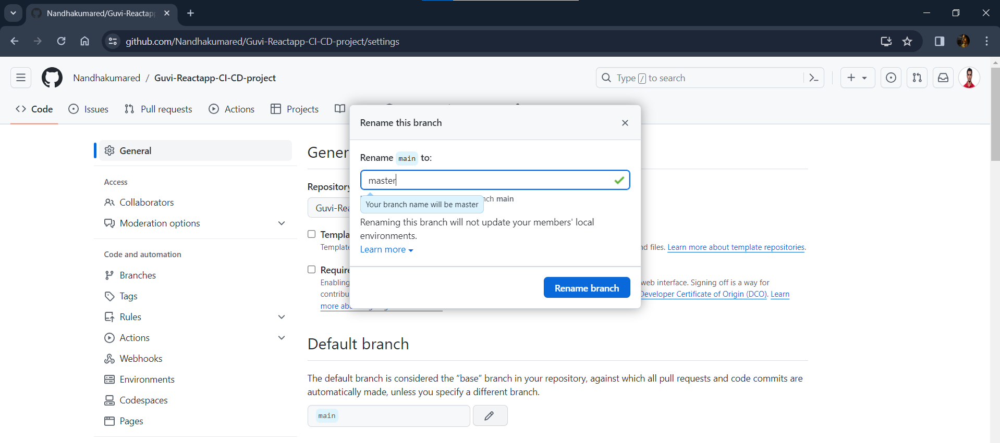 Nandhakumared/Guvi-Reactapp
github.com/Nandhakumared/Guvi-Reactapp-CI-CD-project/settings
Nandhakumared / Guvi-Reactapp-CI-CD-project
Type / to search
Code Issues Pull requests Actions Projects
General
Access
Collaborators
Moderation options
Code and automation
Branches
Tags
Rules
Actions
Webhooks
Environments
Codespaces
Pages
Gener
Repository
Guvi-Rea
Templa
Template
nd files. Learn more about template repositories.
Require
Enabling
web interface. Signing off is a way for
contribu
Developer Certificate of Origin (DCO). Learn
more abo
Rename this branch
Rename main to:
master
Your branch name will be master
nch main
Renaming this branch will not update your members' local
environments.
Learn more
Rename branch
Default branch
The default branch is considered the “base” branch in your repository, against which all pull requests and code commits are
automatically made, unless you specify a different branch.
main